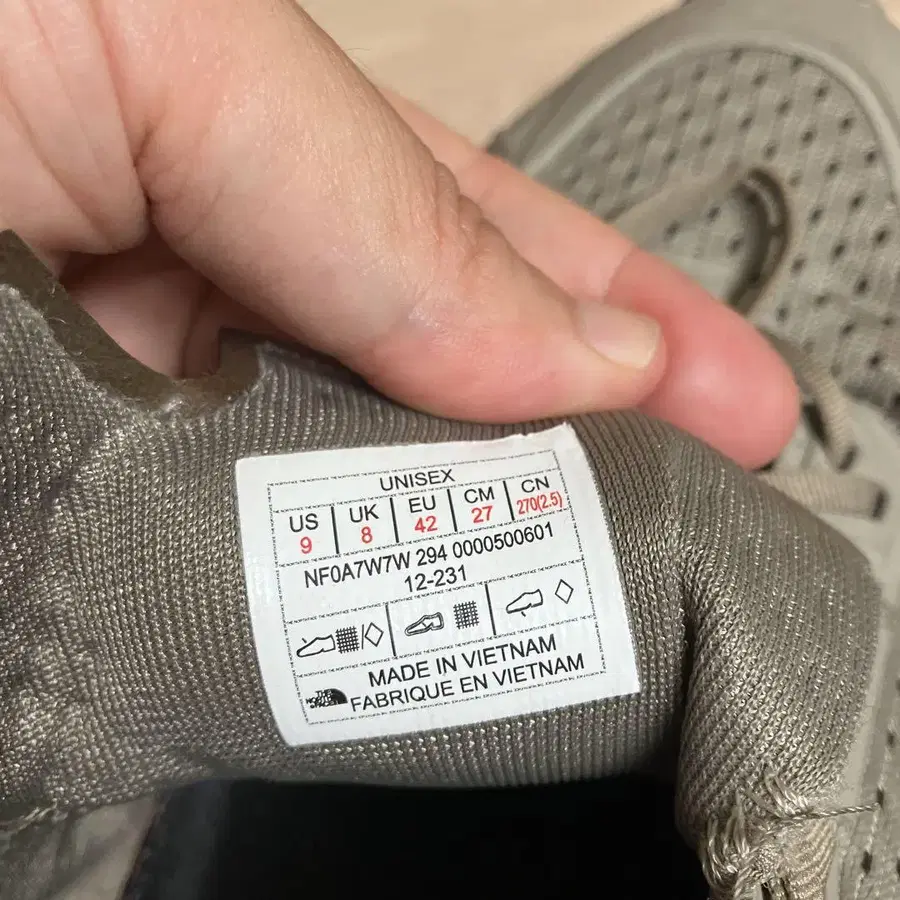 UNISEX
US UK EU CM CN
9 8 42 27 270(2.5)
NF0A7W7W 294 0000500601
12-231
MADE IN VIETNAM
FABRIQUE EN VIETNAM